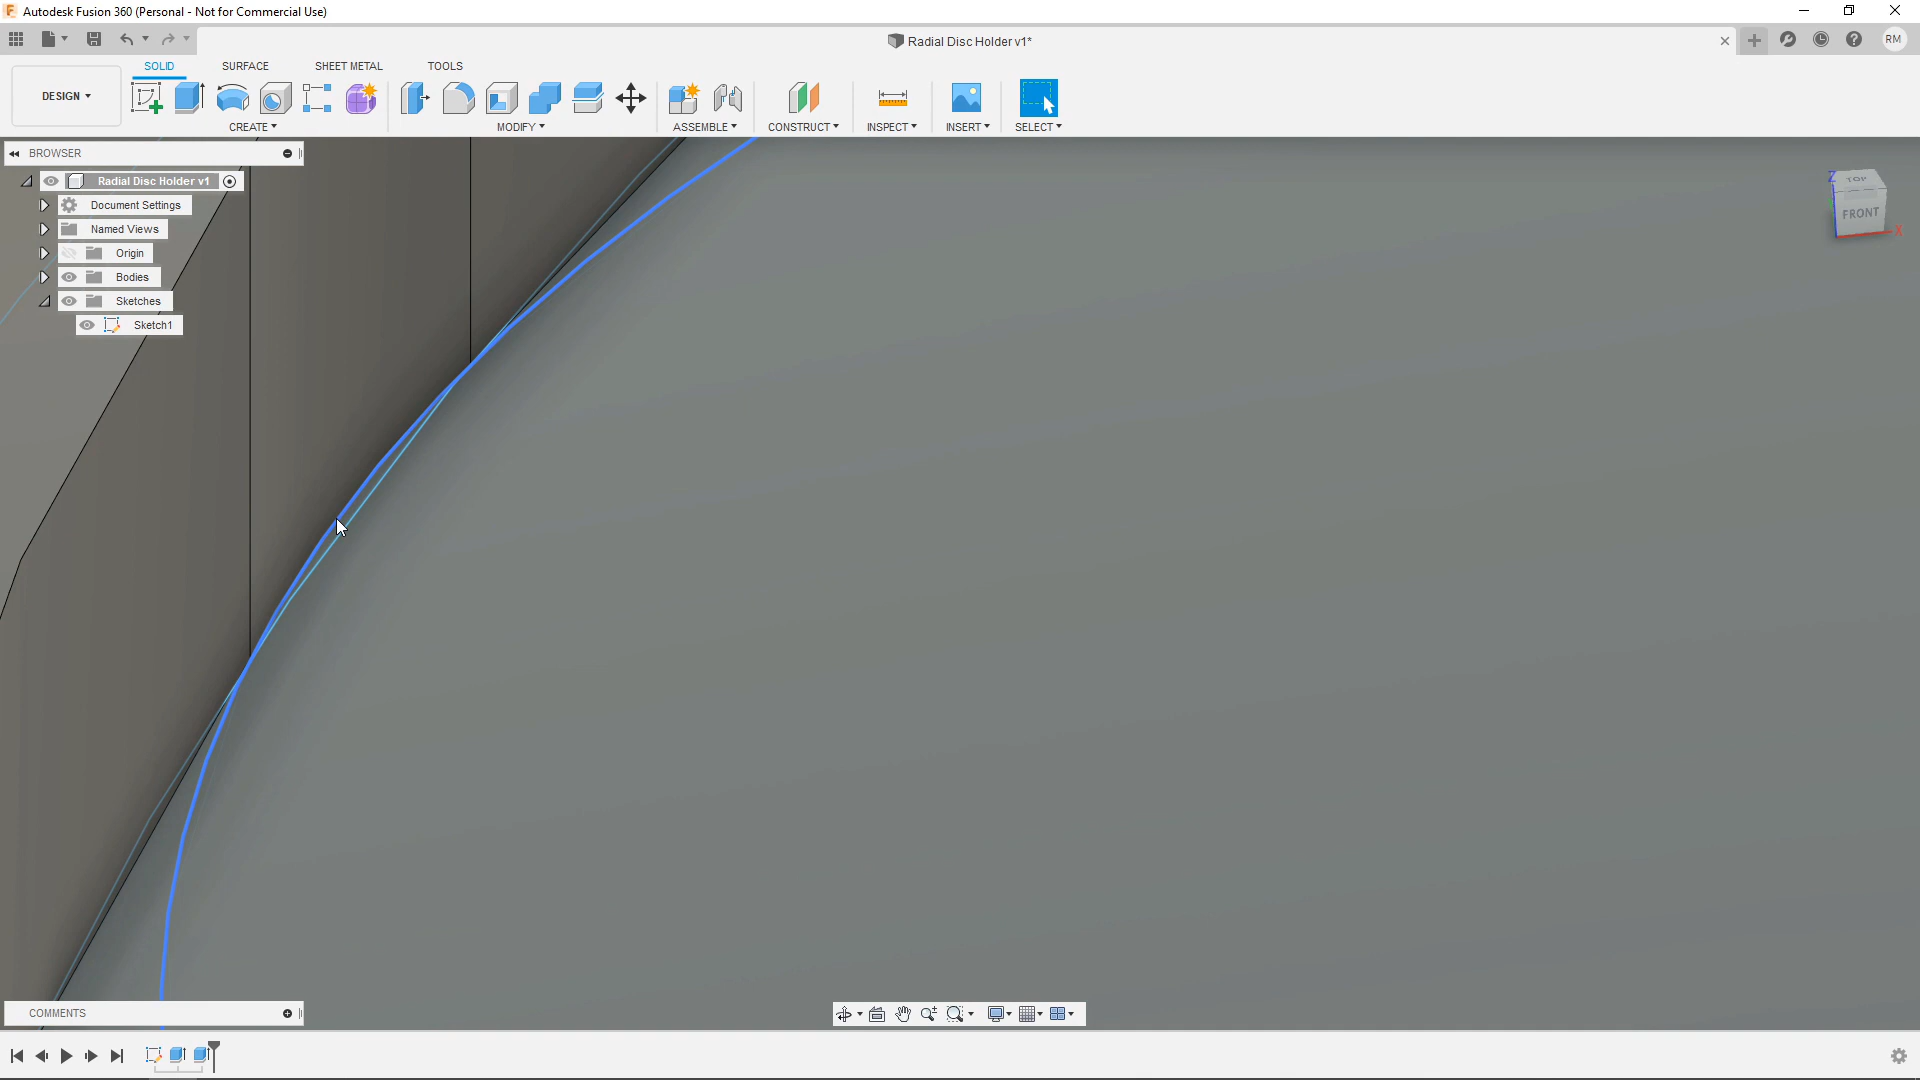 Autodesk Fusion 360 (Personal - Not for Commercial Use)
Radial Disc Holder v1*
RM
DESIGN
SOLID
SURFACE
SHEET METAL
TOOLS
CREATE
MODIFY
ASSEMBLE
CONSTRUCT
INSPECT
INSERT
SELECT
BROWSER
Radial Disc Holder v1
Document Settings
Named Views
Origin
Bodies
Sketches
Sketch1
Z
TOP
FRONT
X
COMMENTS